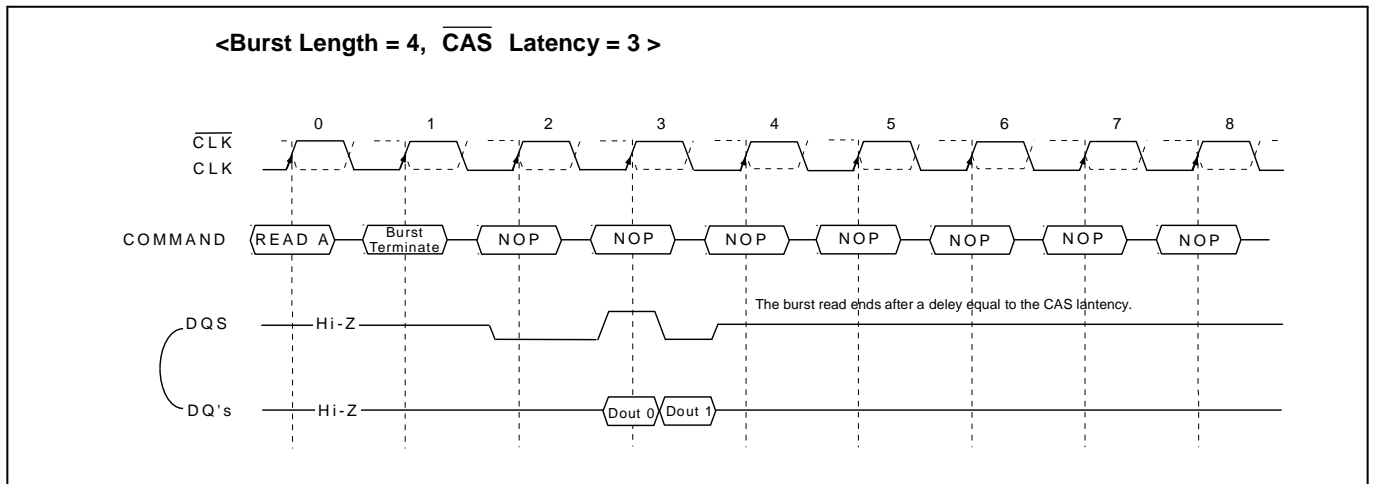 <Burst Length = 4, CAS Latency = 3 >
0 1 2 3 4 5 6 7 8
CLK
CLK
COMMAND READ A Burst Terminate NOP NOP NOP NOP NOP NOP NOP
The burst read ends after a deley equal to the CAS lantency.
DQS Hi-Z
DQ's Hi-Z Dout 0 Dout 1